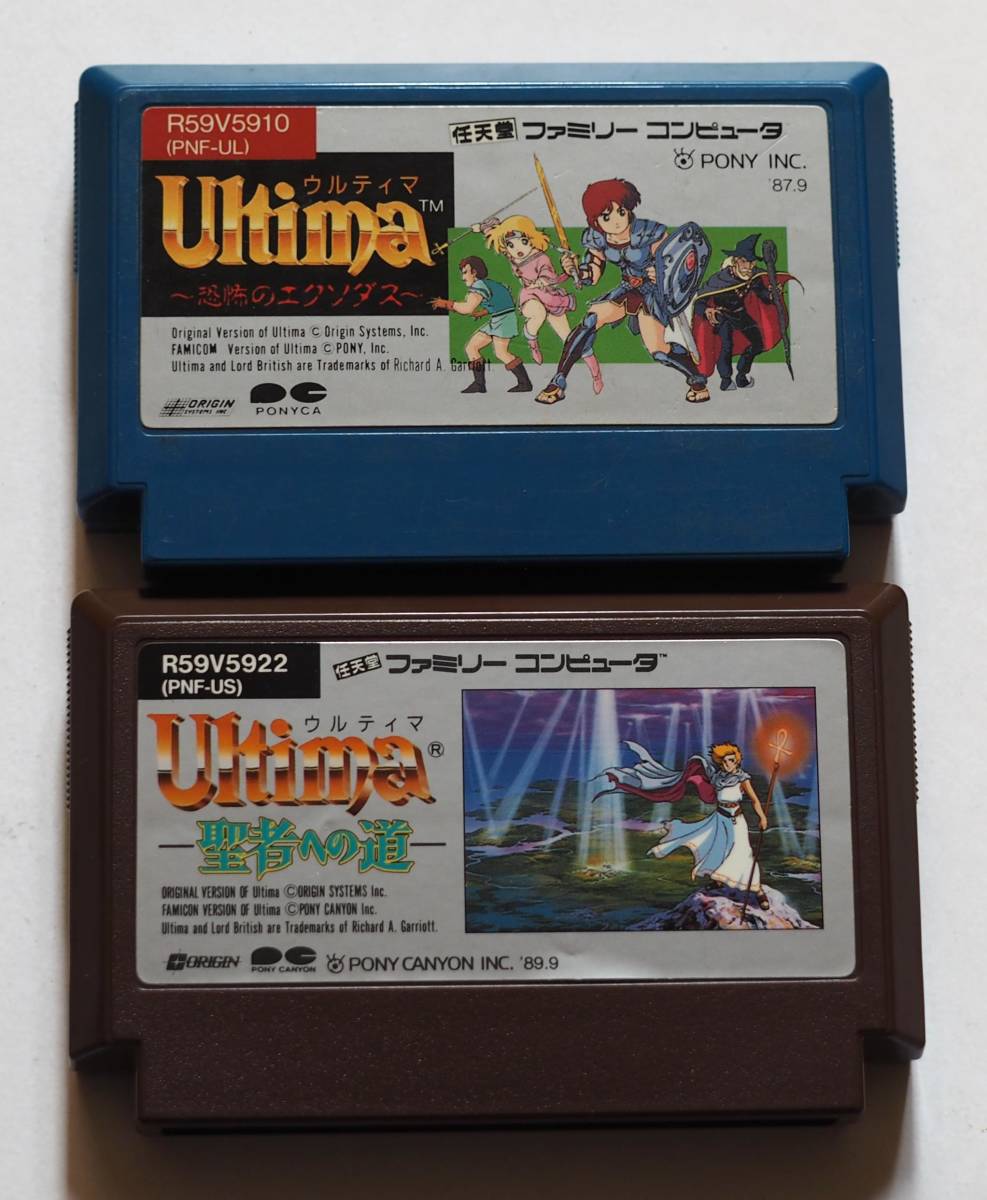 R59V5910
(PNF-UL)
任天堂 ファミリー コンピュータ
PONY INC.
'87.9
ウルティマ
Ultima™
~恐怖のエクソダス~
Original Version of Ultima © Origin Systems, Inc.
FAMICOM Version of Ultima © PONY, Inc.
Ultima and Lord British are Trademarks of Richard A. Garriott.
ORIGIN
SYSTEMS INC
PC
PONYCA
R59V5922
(PNF-US)
任天堂 ファミリー コンピュータ™
ウルティマ
Ultima®
—聖者への道—
ORIGINAL VERSION OF Ultima ©ORIGIN SYSTEMS Inc.
FAMICON VERSION OF Ultima ©PONY CANYON Inc.
Ultima and Lord British are Trademarks of Richard A. Garriott.
ORIGIN
PC
PONY CANYON
PONY CANYON INC. '89.9